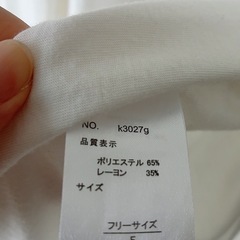 NO. k3027g
品質表示
ポリエステル 65%
レーヨン 35%
サイズ
フリーサイズ
F